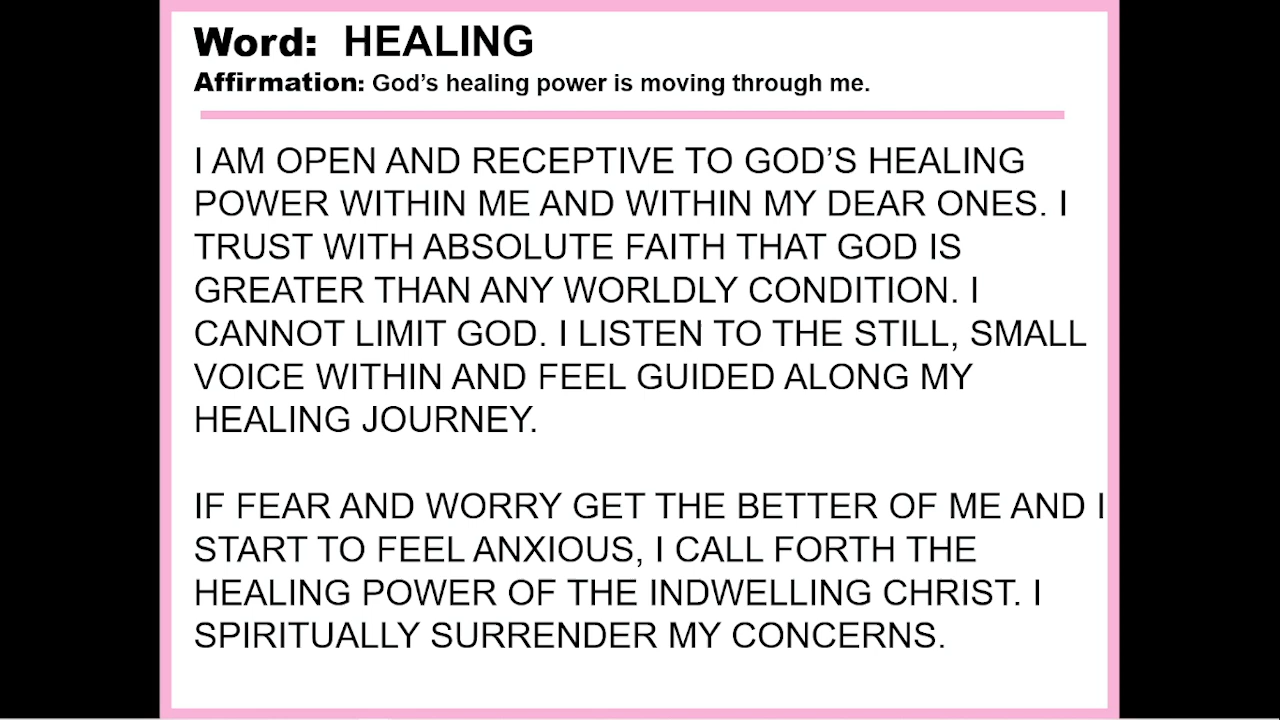 Word: HEALING
Affirmation: God’s healing power is moving through me.
I AM OPEN AND RECEPTIVE TO GOD’S HEALING
POWER WITHIN ME AND WITHIN MY DEAR ONES. I
TRUST WITH ABSOLUTE FAITH THAT GOD IS
GREATER THAN ANY WORLDLY CONDITION. I
CANNOT LIMIT GOD. I LISTEN TO THE STILL, SMALL
VOICE WITHIN AND FEEL GUIDED ALONG MY
HEALING JOURNEY.
IF FEAR AND WORRY GET THE BETTER OF ME AND I
START TO FEEL ANXIOUS, I CALL FORTH THE
HEALING POWER OF THE INDWELLING CHRIST. I
SPIRITUALLY SURRENDER MY CONCERNS.